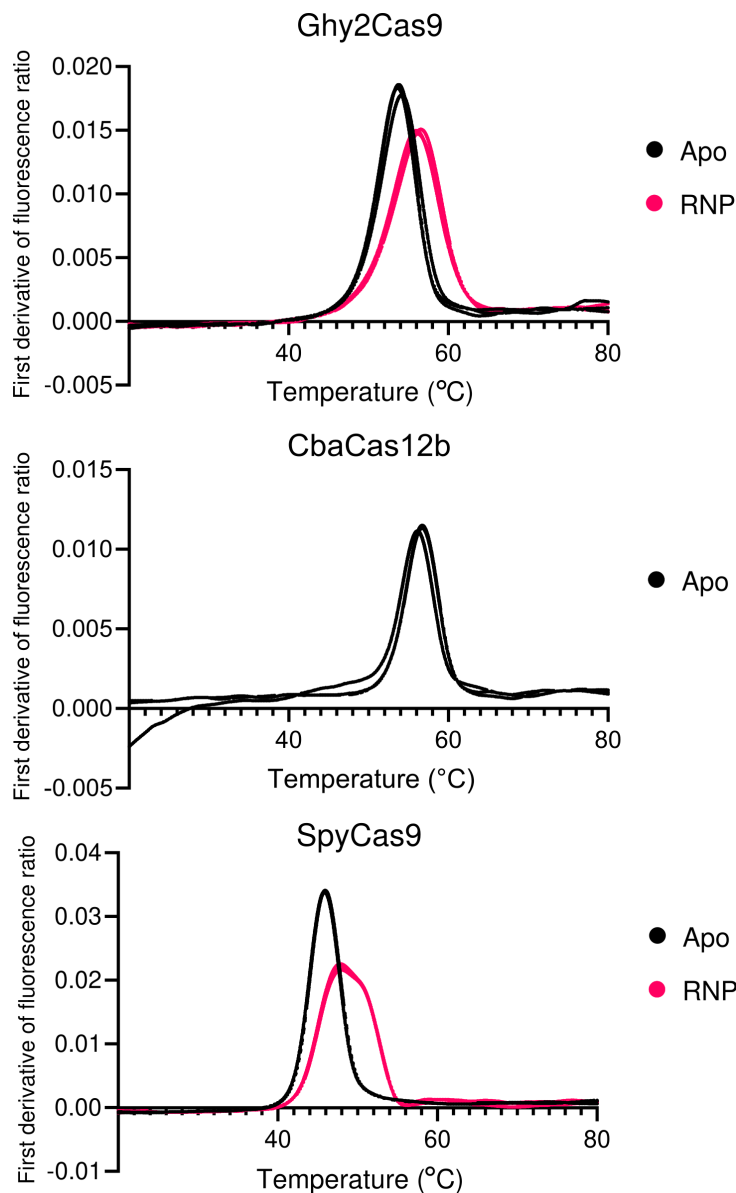 Ghy2Cas9
First derivative of fluorescence ratio
0.020
0.015
0.010
0.005
0.000
-0.005
40
60
80
Temperature (ºC)
Apo
RNP
CbaCas12b
First derivative of fluorescence ratio
0.015
0.010
0.005
0.000
-0.005
40
60
80
Temperature (°C)
Apo
SpyCas9
First derivative of fluorescence ratio
0.04
0.03
0.02
0.01
0.00
-0.01
40
60
80
Temperature (ºC)
Apo
RNP